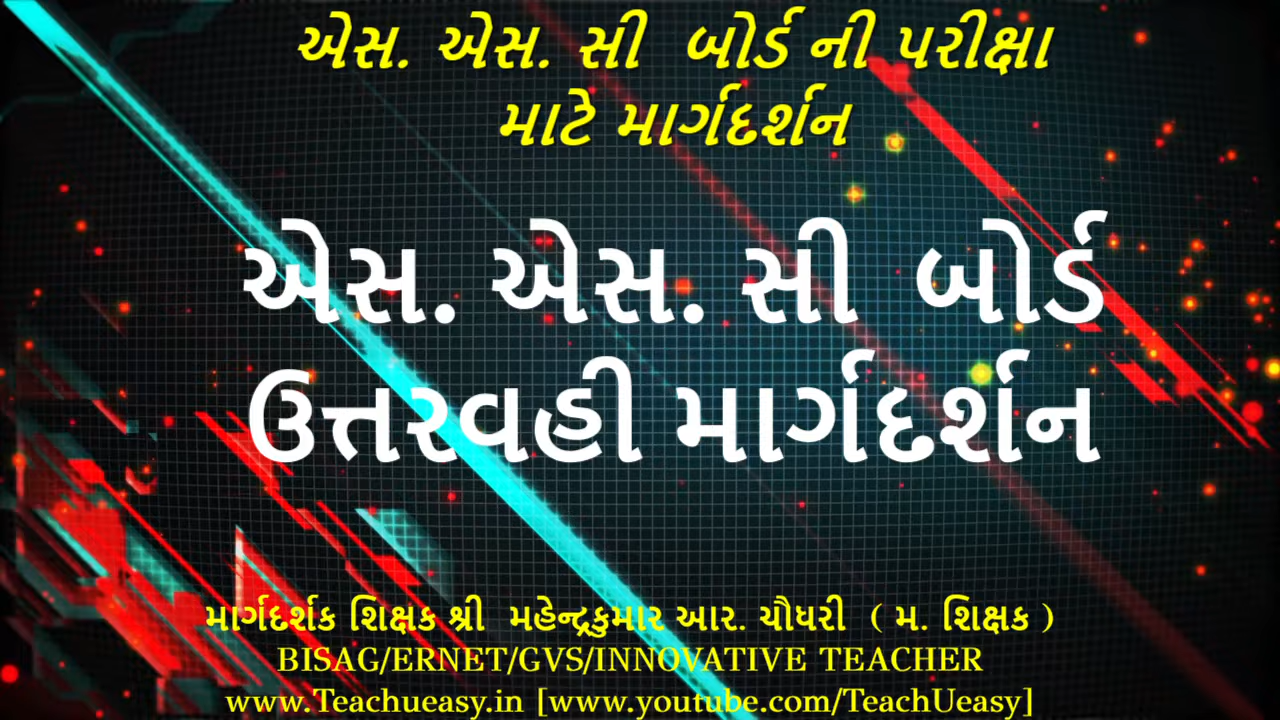 એસ. એસ. સી બોર્ડ ની પરીક્ષા
માટે માર્ગદર્શન
એસ. એસ. સી બોર્ડ
ઉત્તરવહી માર્ગદર્શન
માર્ગદર્શક શિક્ષક શ્રી મહેન્દ્રકુમાર આર. ચૌધરી ( મ. શિક્ષક )
BISAG/ERNET/GVS/INNOVATIVE TEACHER
www.Teachueasy.in [www.youtube.com/TeachUeasy]